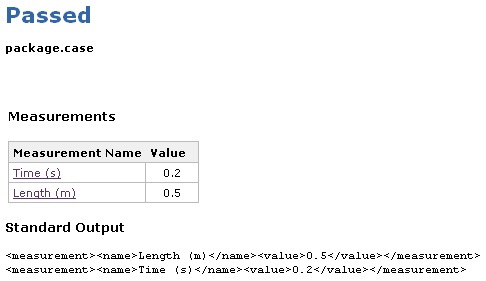 Passed
package.case
Measurements
Measurement Name Value
Time (s) 0.2
Length (m) 0.5
Standard Output
<measurement><name>Length (m)</name><value>0.5</value></measurement>
<measurement><name>Time (s)</name><value>0.2</value></measurement>